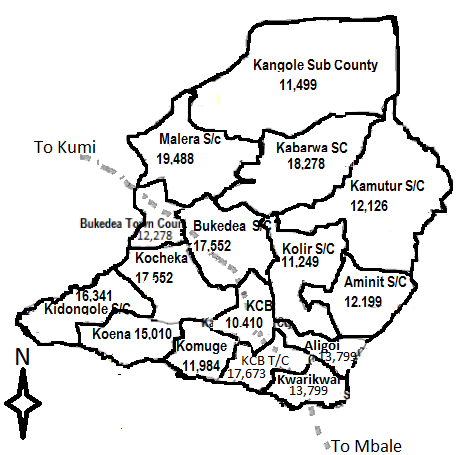 Kangole Sub County
11,499
To Kumi
Malera S/c
19,488
Kabarwa SC
18,278
Kamutur S/C
12,126
Bukedea Town Coun
12,278
Bukedea S/C
17,552
Kolir S/C
11,249
Kocheka
17 552
Aminit S/C
12.199
16,341
Kidongole S/C
KCB
10.410
Koena 15,010
Komuge
11,984
KCB T/C
17,673
Aligoi
13,799
Kwarikwar
13,799
N
To Mbale